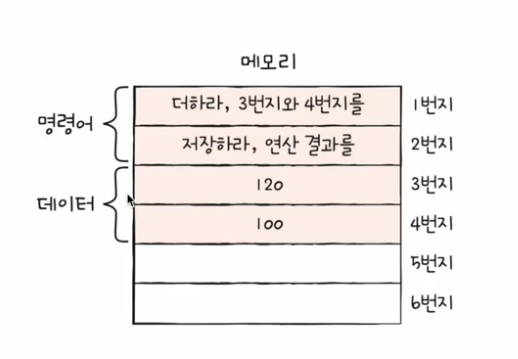 메모리
명령어
더하라, 3번지와 4번지를
1번지
저장하라, 연산 결과를
2번지
데이터
120
3번지
100
4번지
5번지
6번지